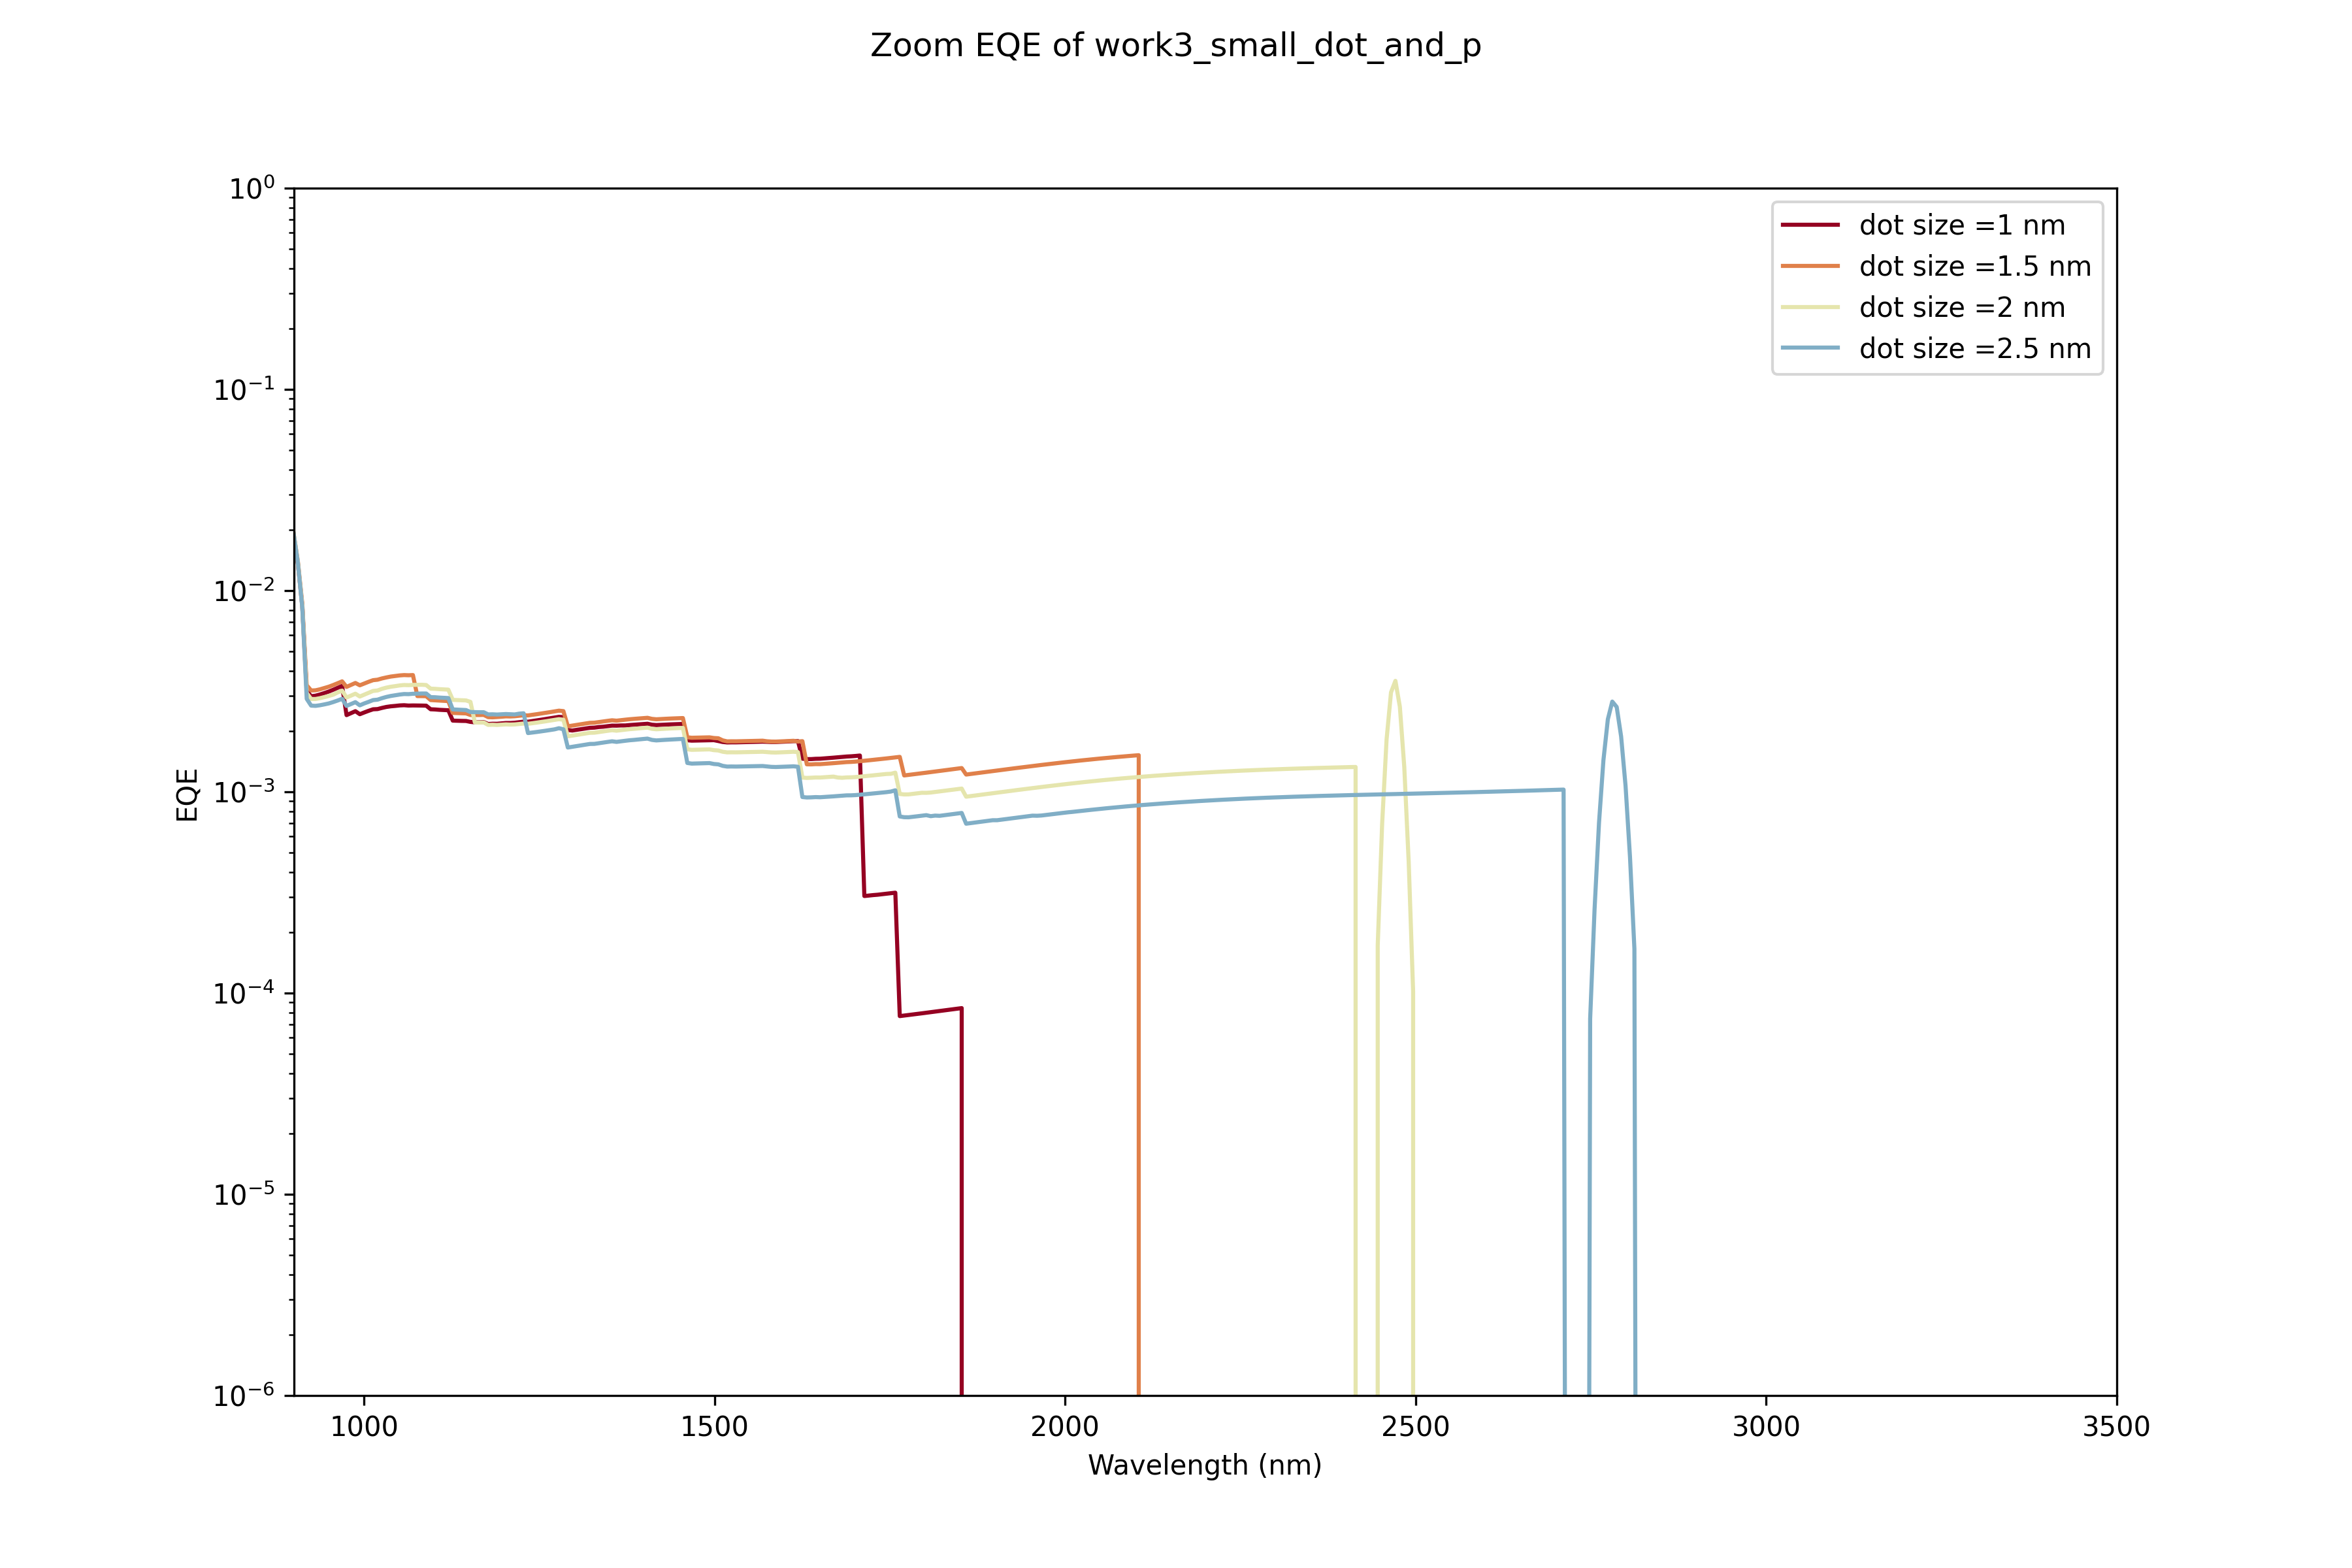 Zoom EQE of work3_small_dot_and_p
10⁰
10⁻¹
10⁻²
10⁻³
10⁻⁴
10⁻⁵
10⁻⁶
EQE
dot size =1 nm
dot size =1.5 nm
dot size =2 nm
dot size =2.5 nm
1000 1500 2000 2500 3000 3500
Wavelength (nm)